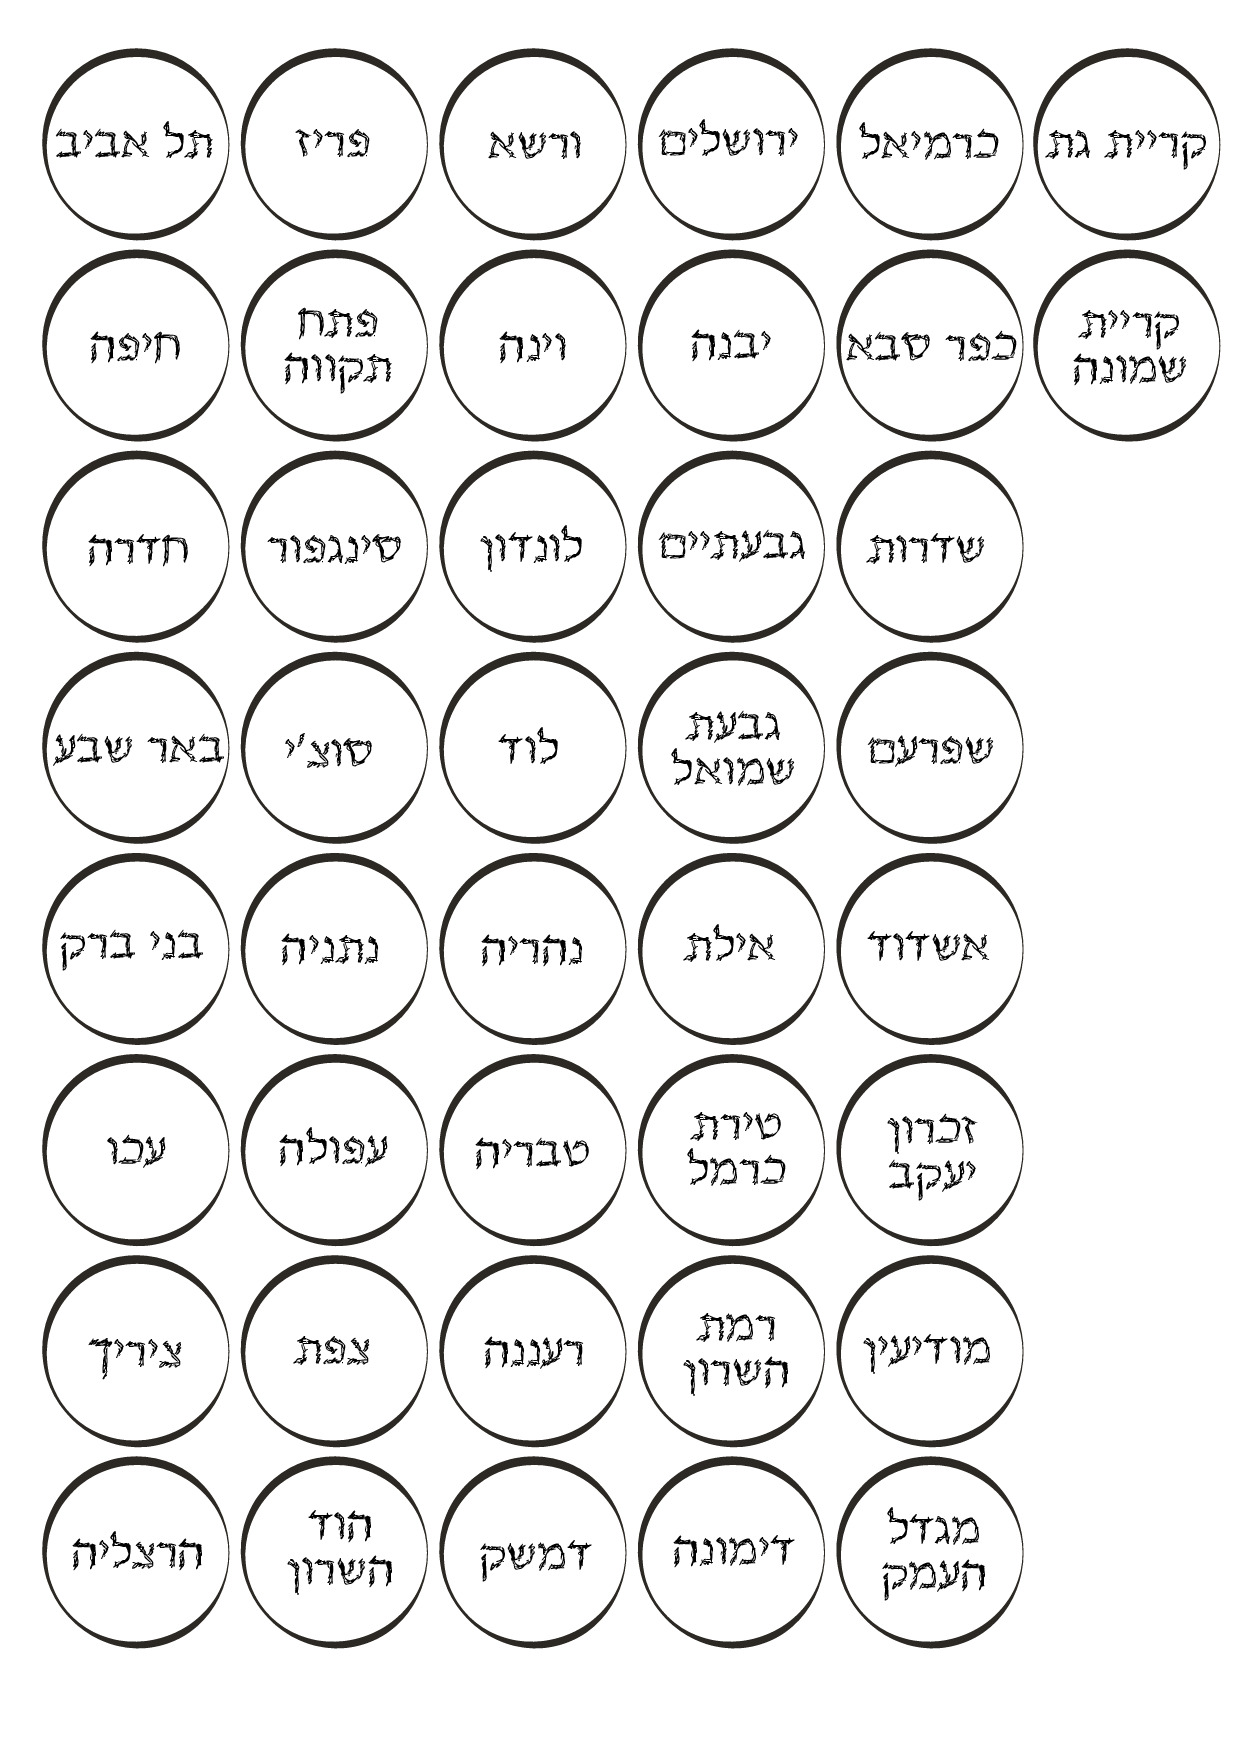 תל אביב
פריז
ורשא
ירושלים
כרמיאל
קריית גת
חיפה
פתח
תקווה
וינה
יבנה
כפר סבא
קריית
שמונה
חדרה
סינגפור
לונדון
גבעתיים
שדרות
באר שבע
סוצ'י
לוד
גבעת
שמואל
שפרעם
בני ברק
נתניה
נהריה
אילת
אשדוד
עכו
עפולה
טבריה
טירת
כרמל
זכרון
יעקב
ציריך
צפת
רעננה
רמת
השרון
מודיעין
הרצליה
הוד
השרון
דמשק
דימונה
מגדל
העמק